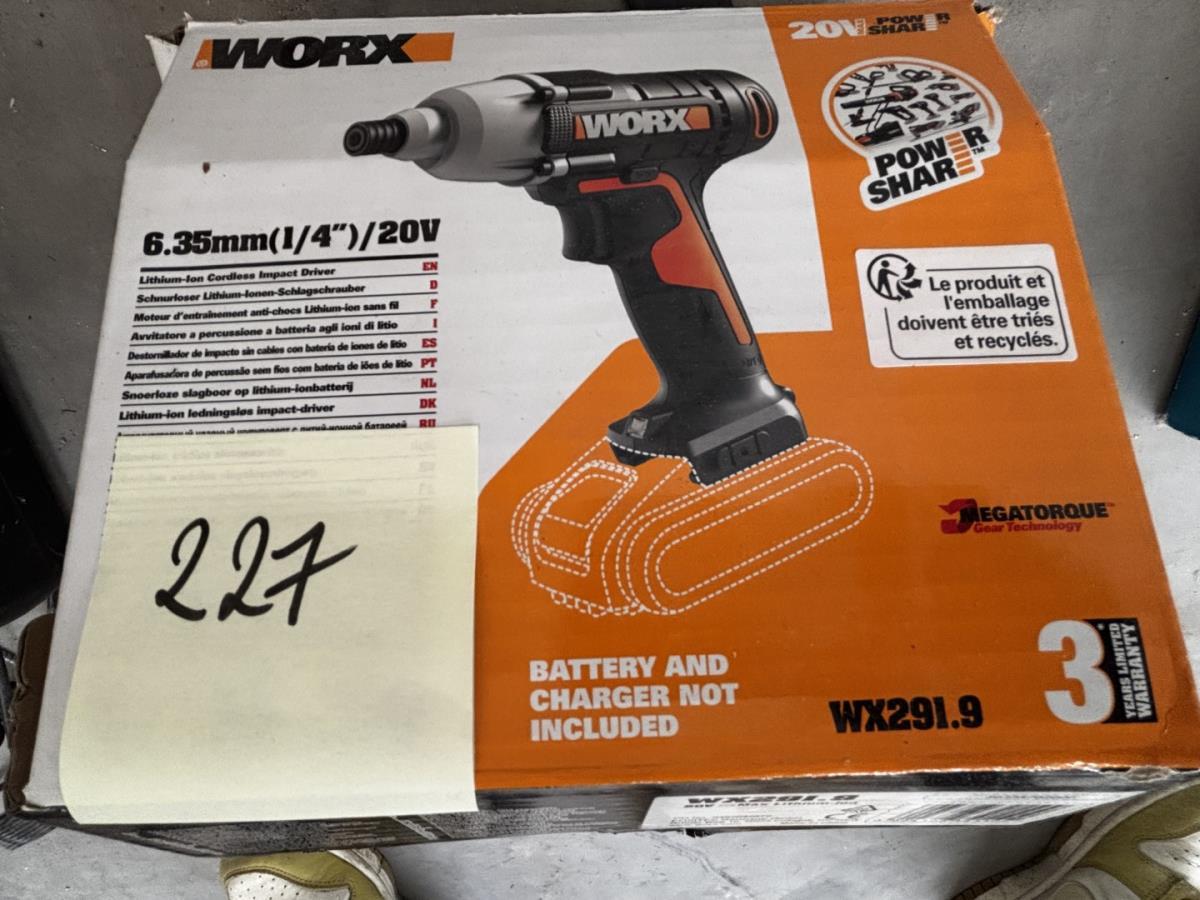 WORX
20V MAX POWER SHARE™
POWER SHARE™
WORX
6.35mm(1/4")/20V
Lithium-Ion Cordless Impact Driver EN
Schnurloser Lithium-Ionen-Schlagschrauber D
Moteur d'entraînement anti-chocs Lithium-ion sans fil F
Avvitatore a percussione a batteria agli ioni di litio I
Destornillador de impacto sin cables con batería de iones de litio ES
Aparafusadora de percussão sem fios com bateria de iões de lítio PT
Snoerloze slagboor op lithium-ionbatterij NL
Lithium-ion ledningsløs impact-driver DK
RU
Le produit et
l'emballage
doivent être triés
et recyclés.
227
MEGATORQUE™
Gear Technology
BATTERY AND
CHARGER NOT
INCLUDED
WX291.9
3 YEARS LIMITED
WARRANTY
WX291.9